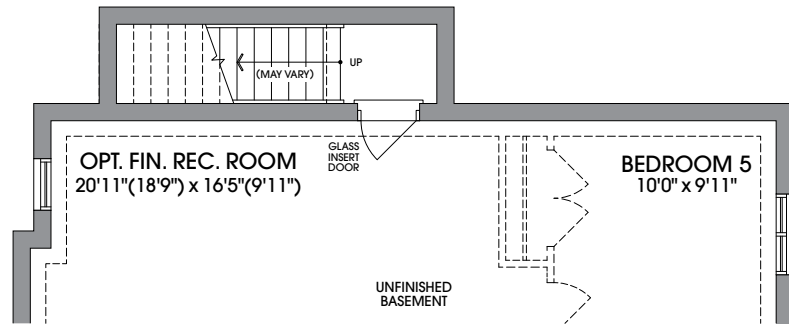 UP
(MAY VARY)
GLASS
INSERT
DOOR
OPT. FIN. REC. ROOM
20'11"(18'9") x 16'5"(9'11")
BEDROOM 5
10'0" x 9'11"
UNFINISHED
BASEMENT